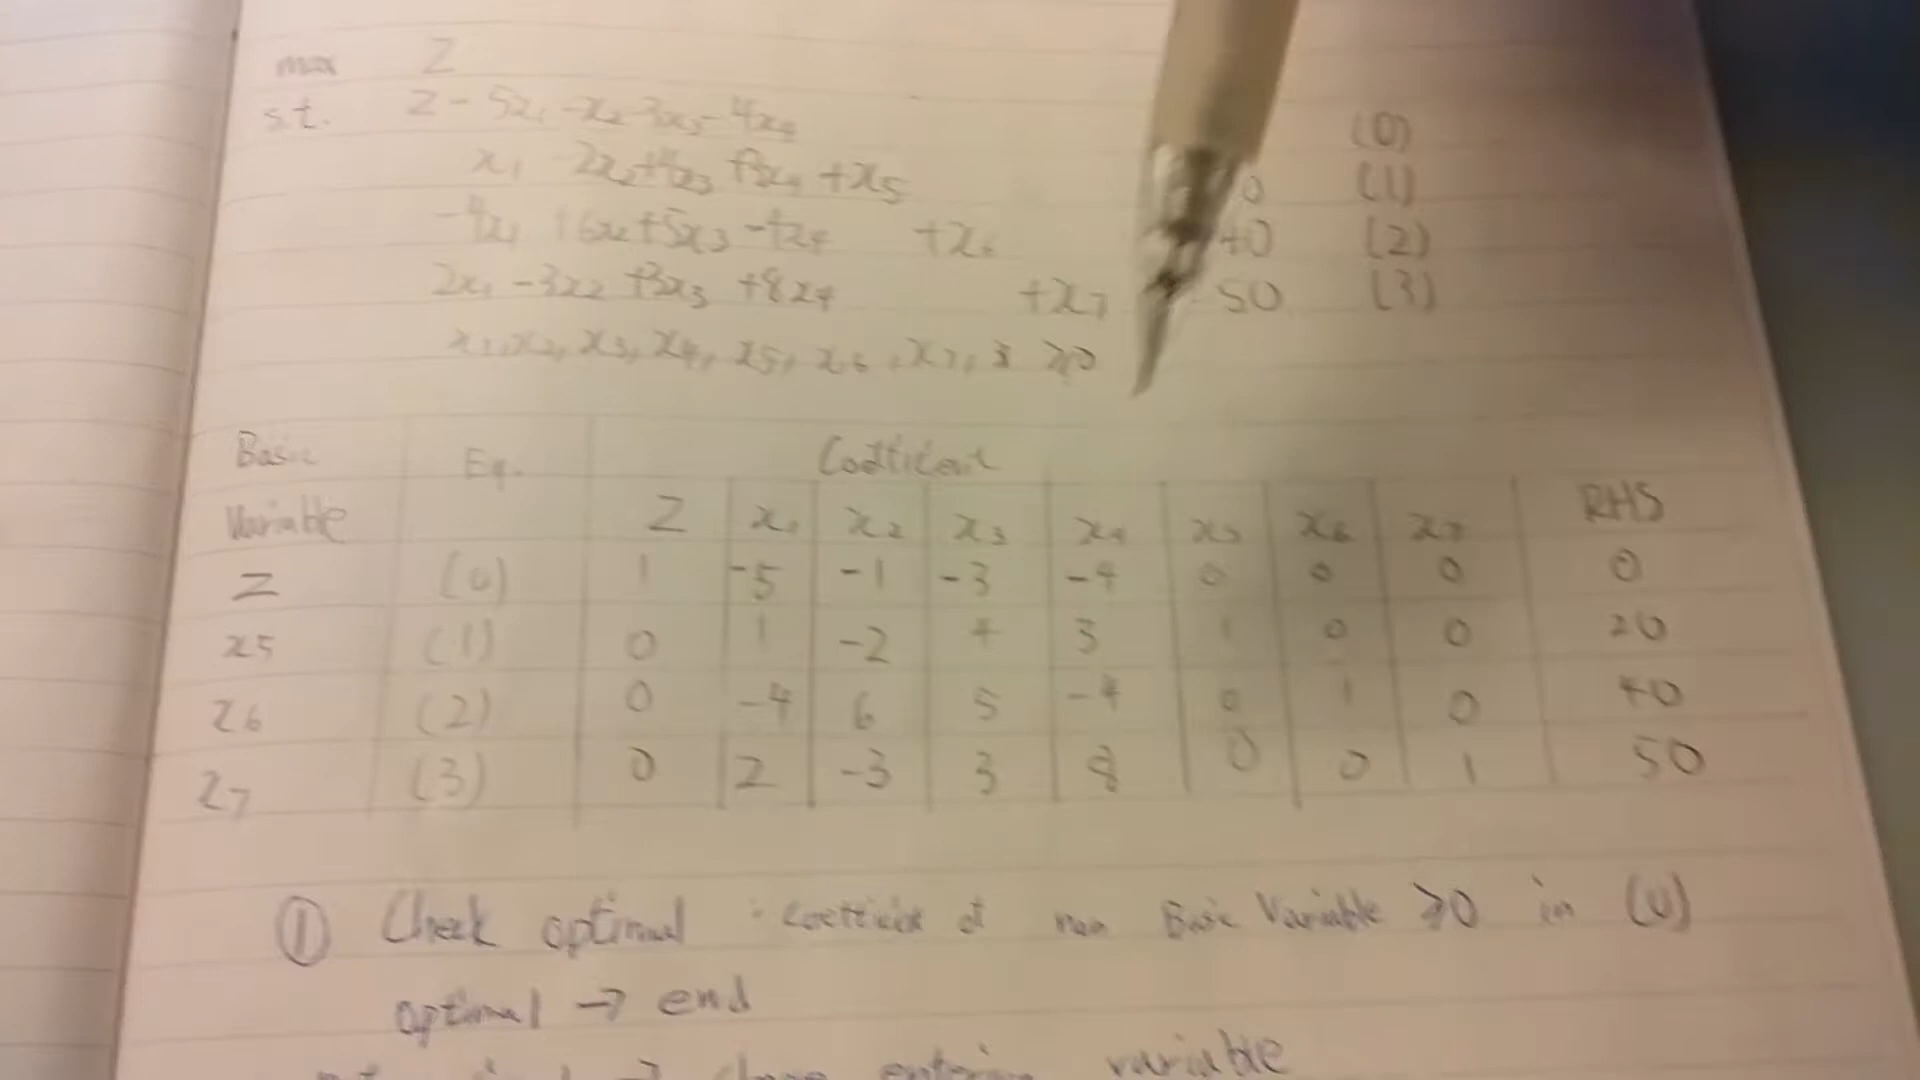 max Z
s.t. Z - 5x1 - x2 - 3x3 - 4x4 (0)
x1 2x2 + 4x3 + 3x4 + x5 0 (1)
-4x1 + 6x2 + 5x3 - 4x4 + x6 40 (2)
2x1 - 3x2 + 3x3 + 8x4 + x7 50 (3)
x1, x2, x3, x4, x5, x6, x7, ≥0
Basic Eq. Coefficient
Variable Z x1 x2 x3 x4 x5 x6 x7 RHS
Z (0) 1 -5 -1 -3 -4 0 0 0 0
x5 (1) 0 1 -2 4 3 1 0 0 20
x6 (2) 0 -4 6 5 -4 0 1 0 40
x7 (3) 0 2 -3 3 8 0 0 1 50
① Check optimal : coefficient of non Basic Variable ≥0 in (0)
optimal → end
→ entering variable